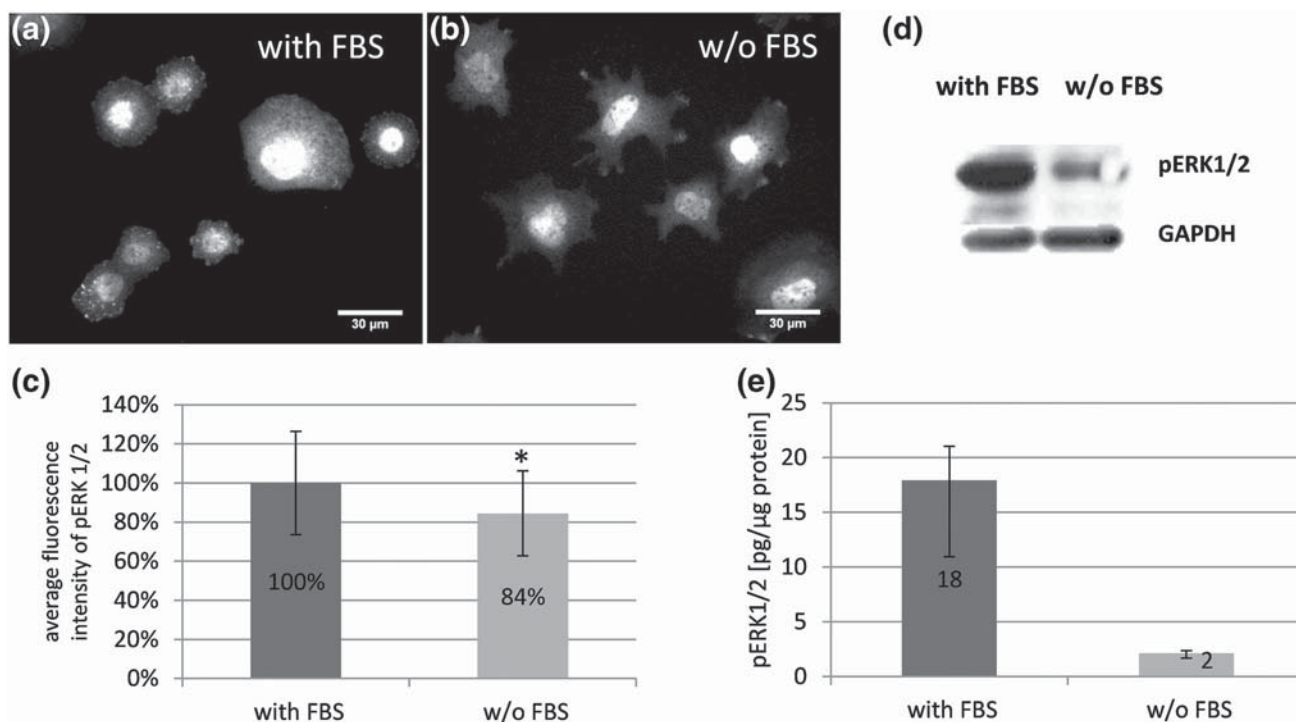 (a)
with FBS
30 µm
(b)
w/o FBS
30 µm
(d)
with FBS w/o FBS
pERK1/2
GAPDH
(c)
average fluorescence
intensity of pERK 1/2
140%
120%
100%
80%
60%
40%
20%
0%
*
100%
84%
with FBS
w/o FBS
(e)
pERK1/2 [pg/µg protein]
25
20
15
10
5
0
18
2
with FBS
w/o FBS